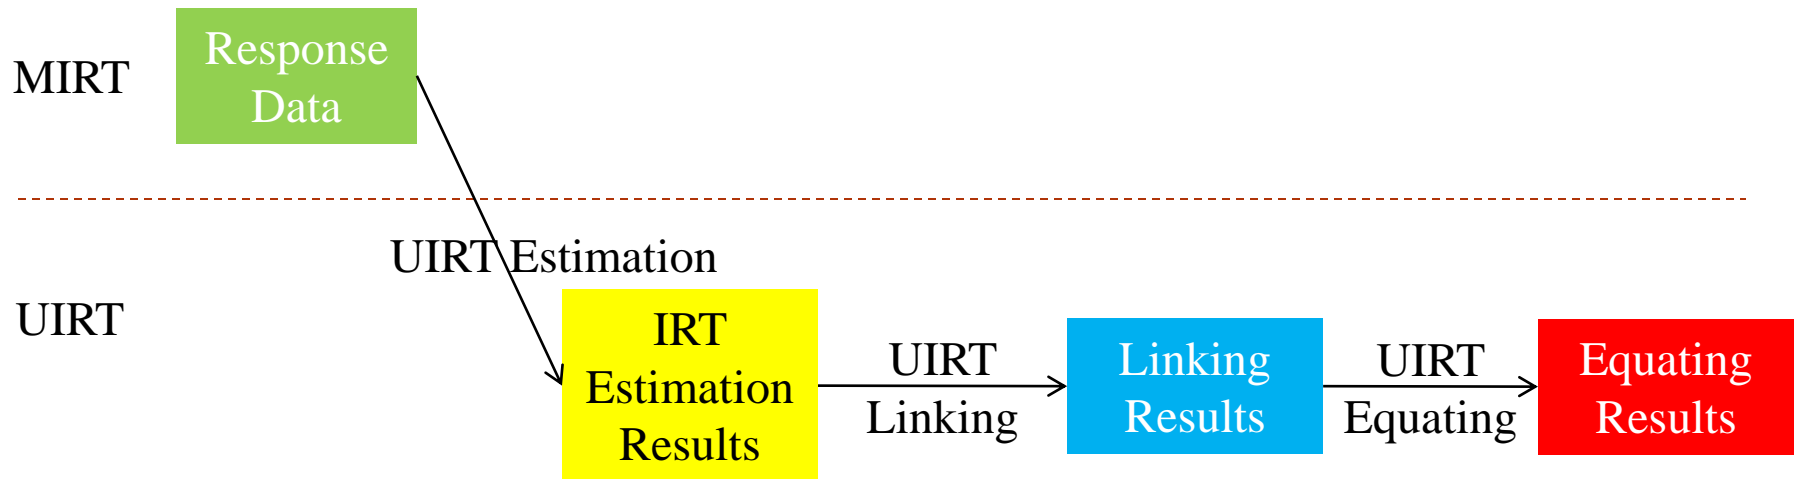 MIRT
Response
Data
UIRT Estimation
UIRT
IRT
Estimation
Results
UIRT
Linking
Linking
Results
UIRT
Equating
Equating
Results